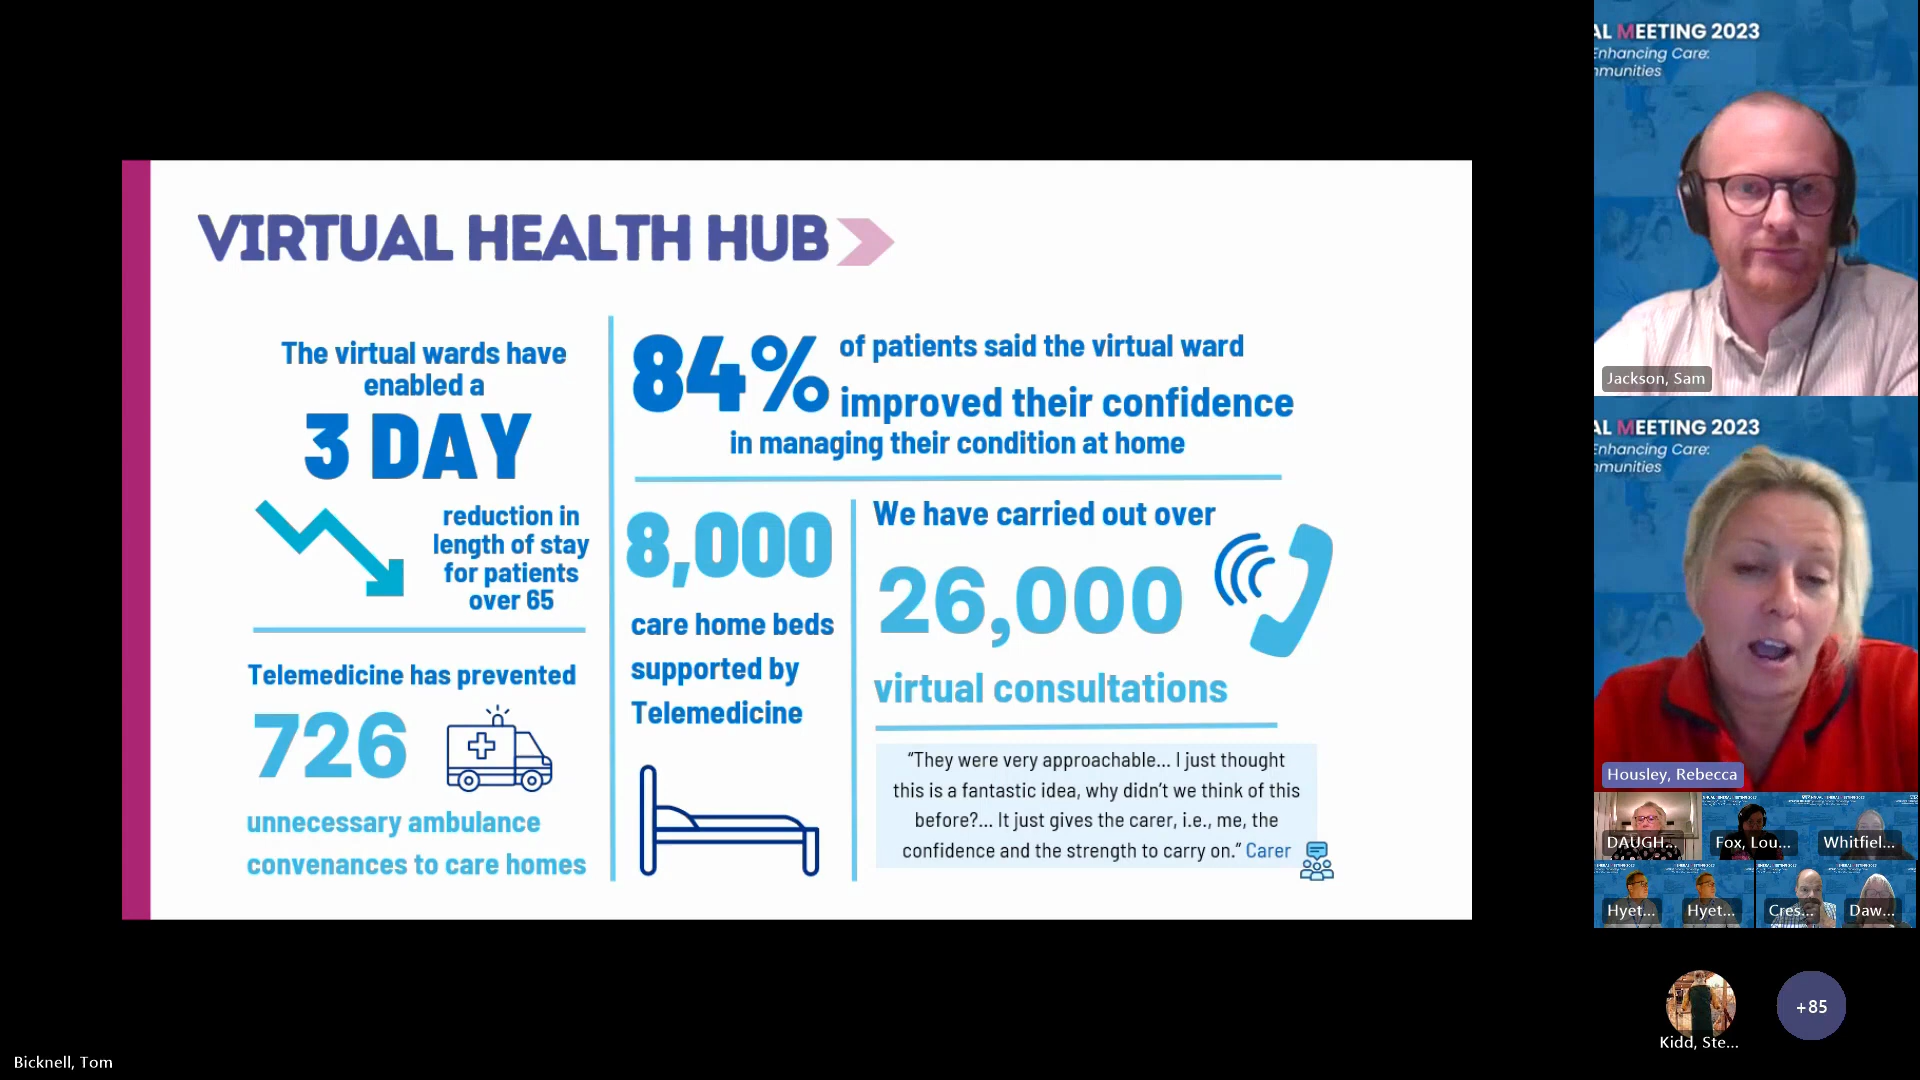 VIRTUAL HEALTH HUB
The virtual wards have
enabled a
3 DAY
reduction in
length of stay
for patients
over 65
Telemedicine has prevented
726
unnecessary ambulance
convenances to care homes
84%
of patients said the virtual ward
improved their confidence
in managing their condition at home
8,000
care home beds
supported by
Telemedicine
We have carried out over
26,000
virtual consultations
“They were very approachable... I just thought
this is a fantastic idea, why didn’t we think of this
before?... It just gives the carer, i.e., me, the
confidence and the strength to carry on.” Carer
AL MEETING 2023
Enhancing Care:
munities
Jackson, Sam
AL MEETING 2023
Enhancing Care:
munities
Housley, Rebecca
DAUGH...
Fox, Lou...
Whitfiel...
Hyet...
Hyet...
Cres...
Daw...
Kidd, Ste...
+85
Bicknell, Tom